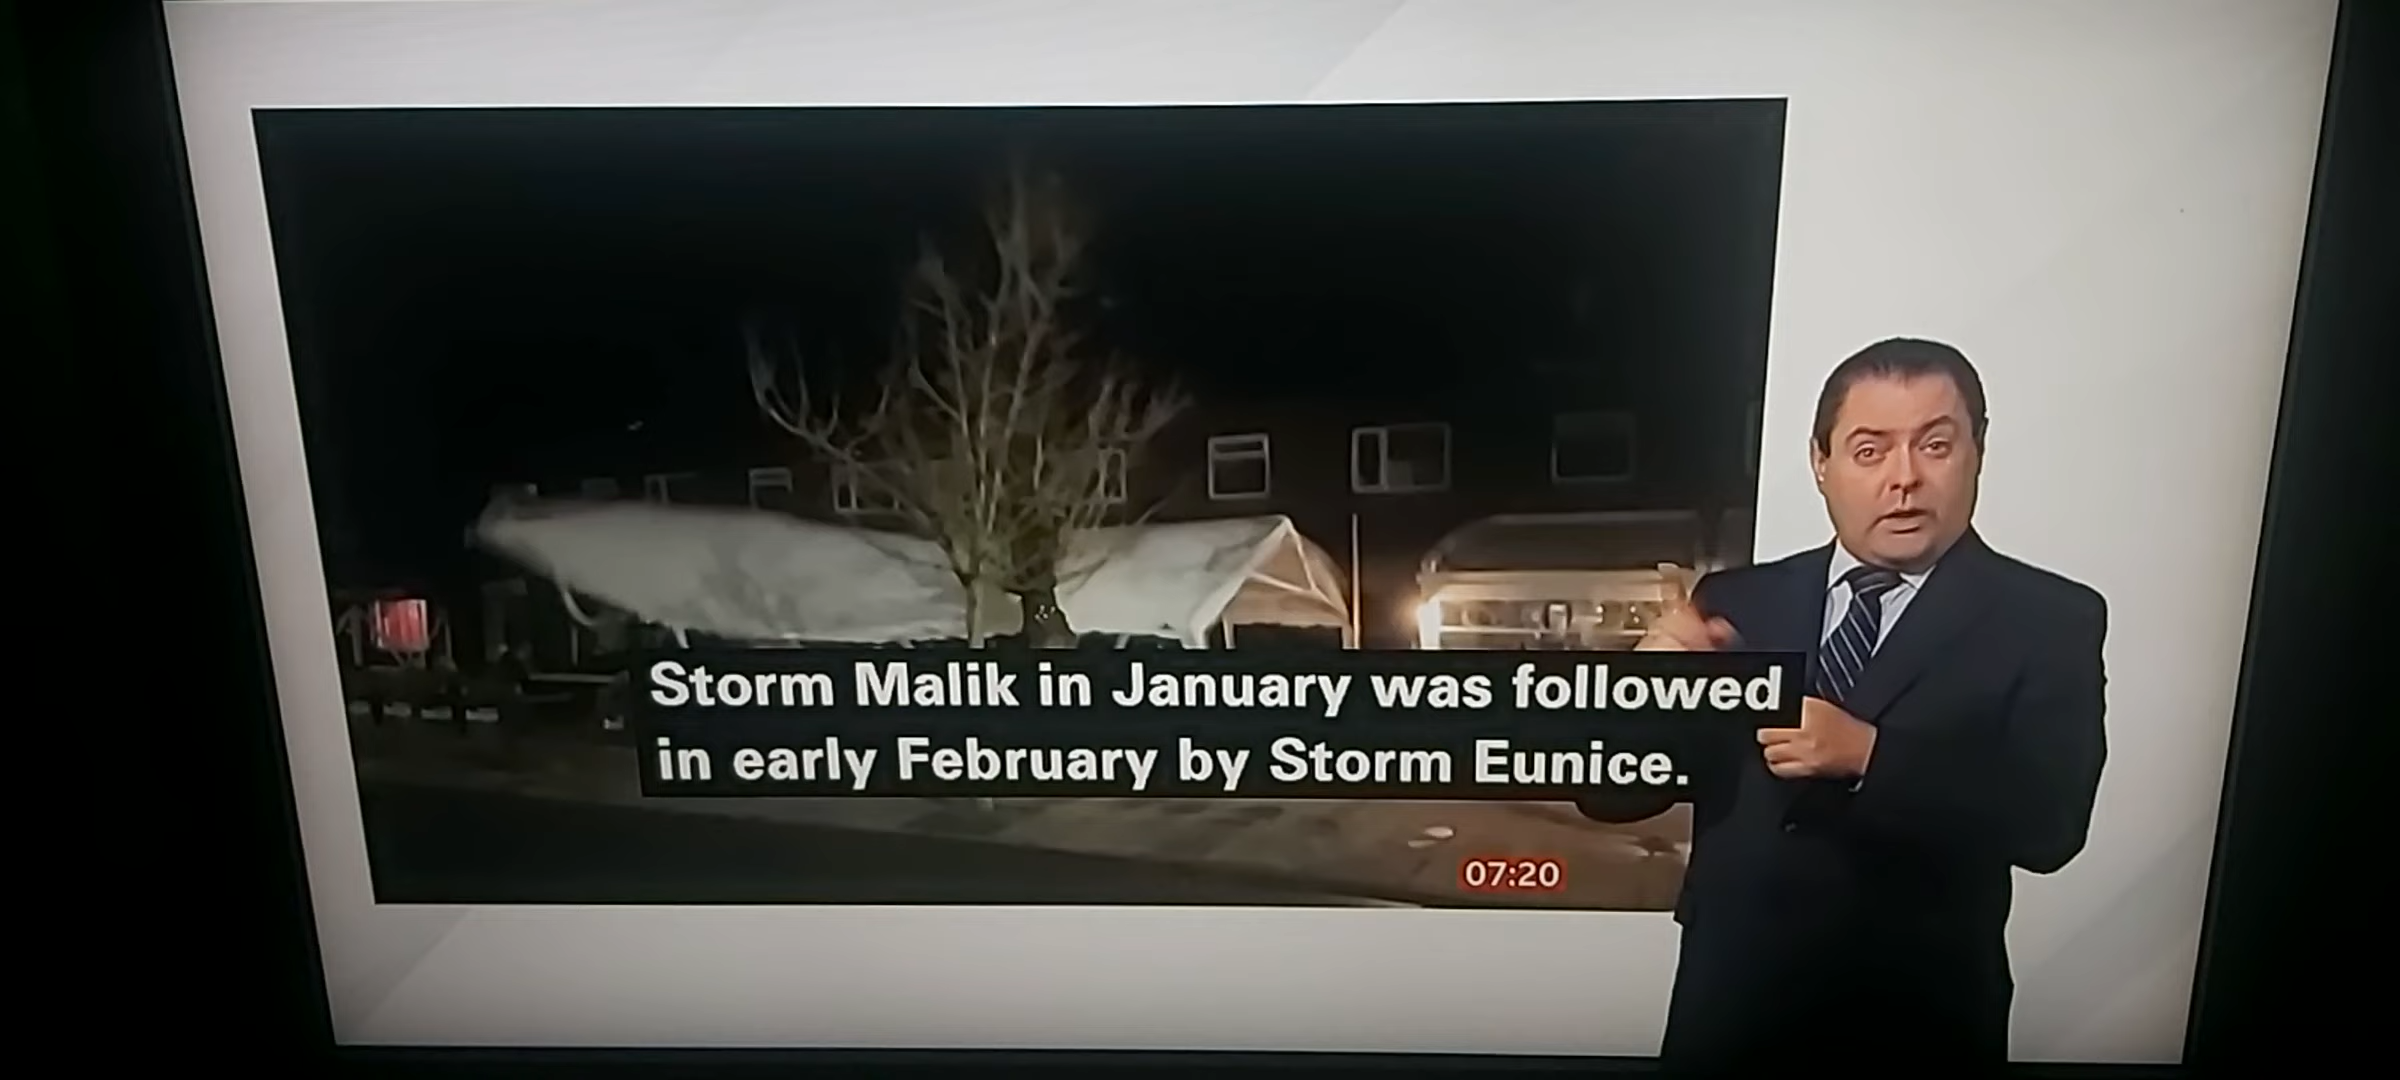 Storm Malik in January was followed
in early February by Storm Eunice.
07:20